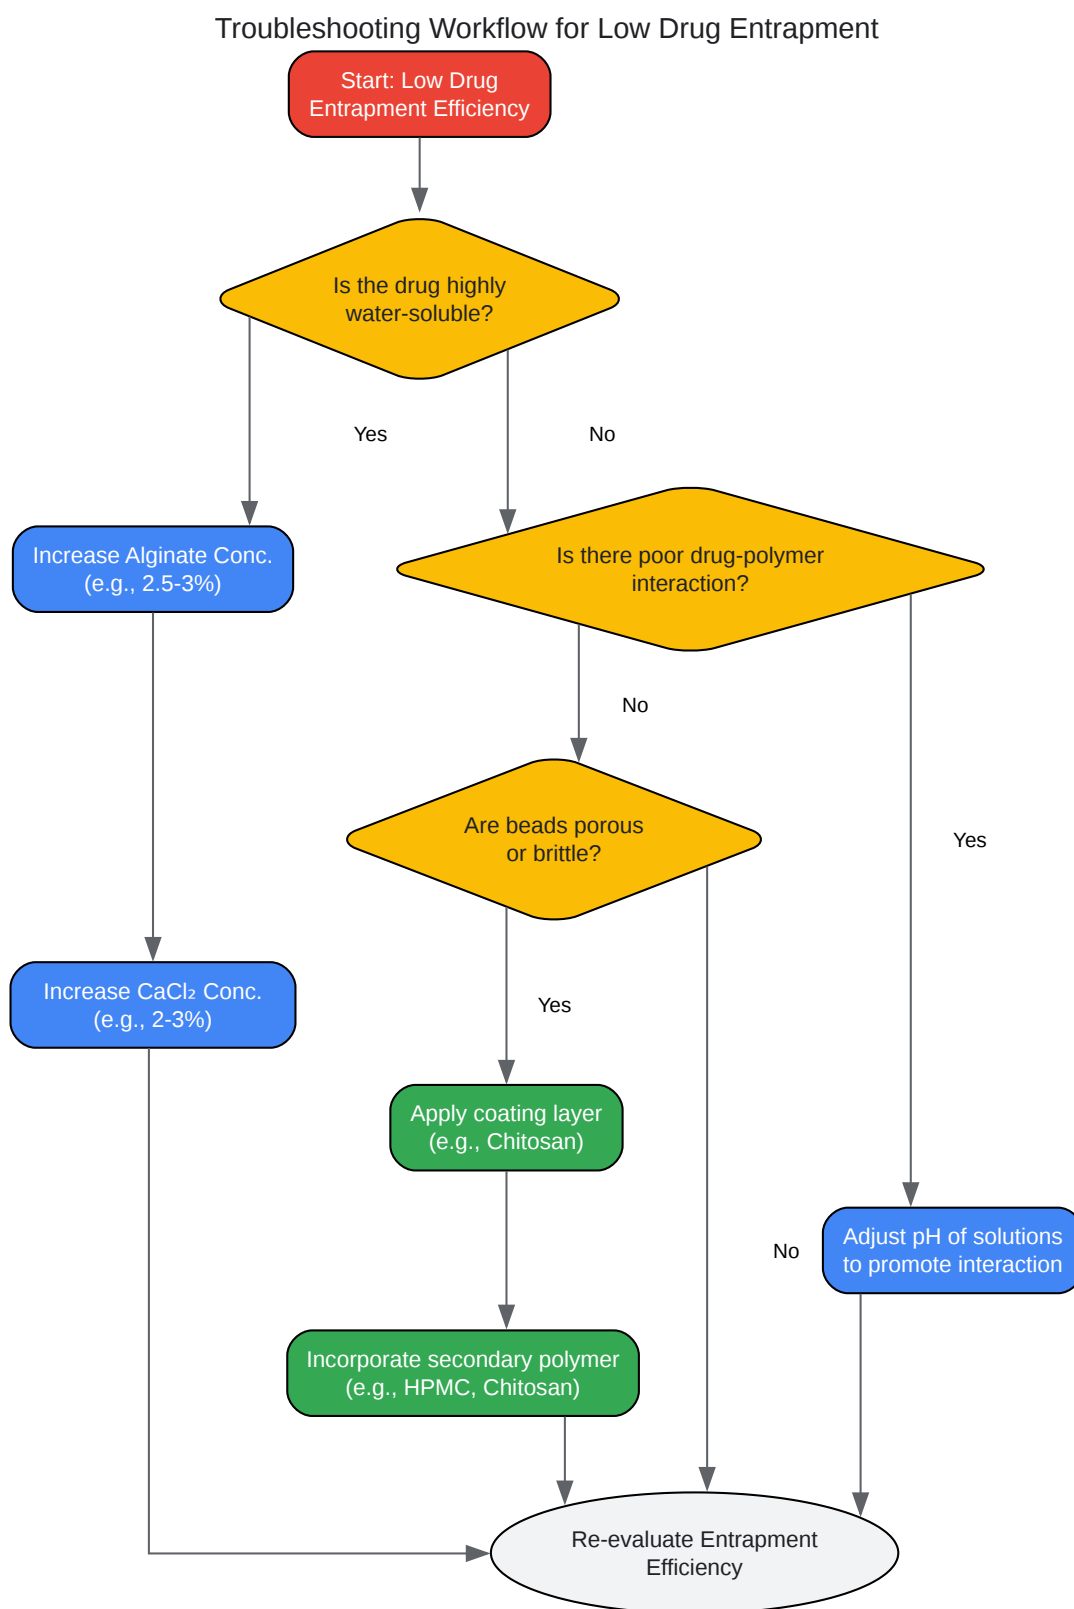 Troubleshooting Workflow for Low Drug Entrapment
Start: Low Drug
Entrapment Efficiency
Is the drug highly
water-soluble?
Yes
No
Increase Alginate Conc.
(e.g., 2.5-3%)
Is there poor drug-polymer
interaction?
No
Yes
Are beads porous
or brittle?
Increase CaCl₂ Conc.
(e.g., 2-3%)
Yes
Apply coating layer
(e.g., Chitosan)
No
Adjust pH of solutions
to promote interaction
Incorporate secondary polymer
(e.g., HPMC, Chitosan)
Re-evaluate Entrapment
Efficiency